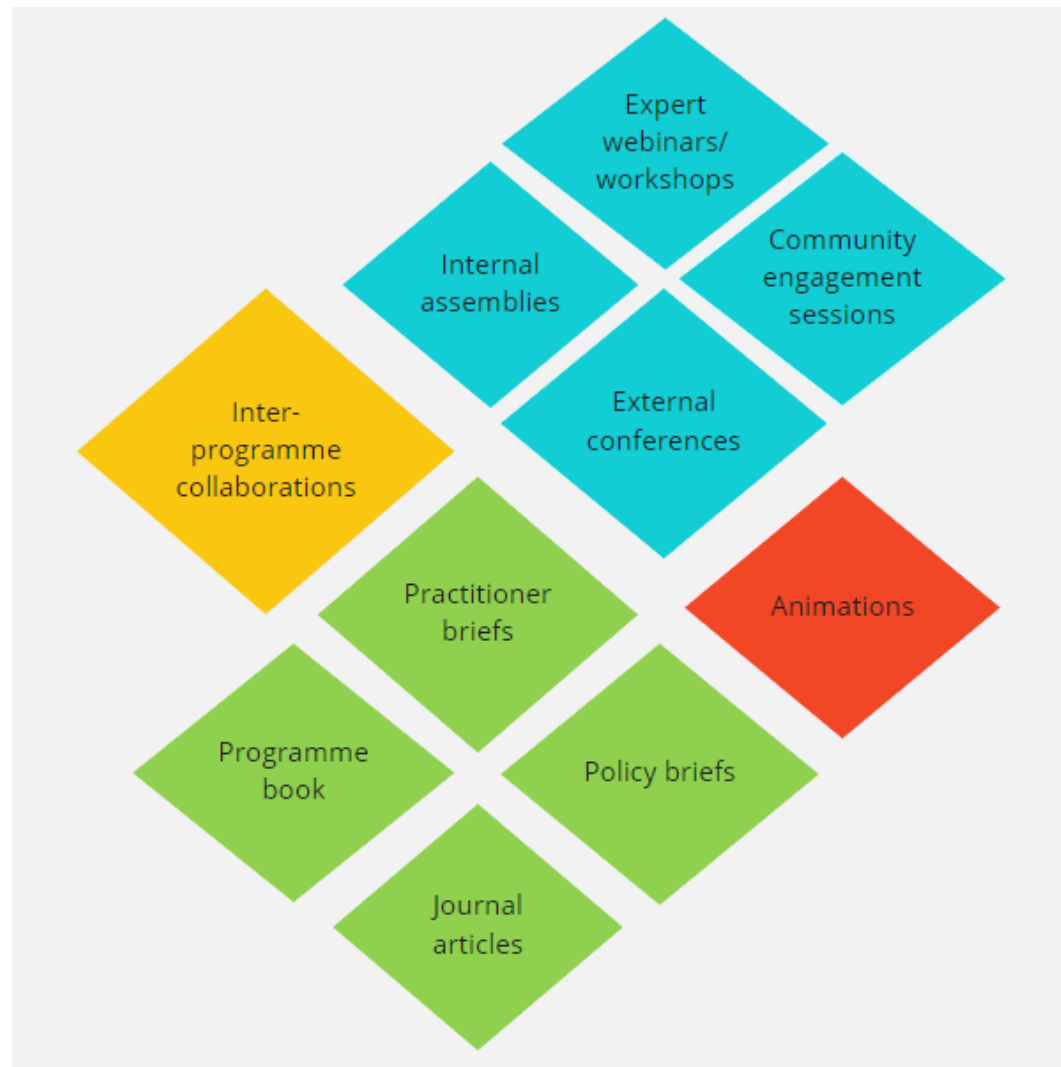 Expert
webinars/
workshops
Internal
assemblies
Community
engagement
sessions
External
conferences
Inter-
programme
collaborations
Practitioner
briefs
Animations
Programme
book
Policy briefs
Journal
articles